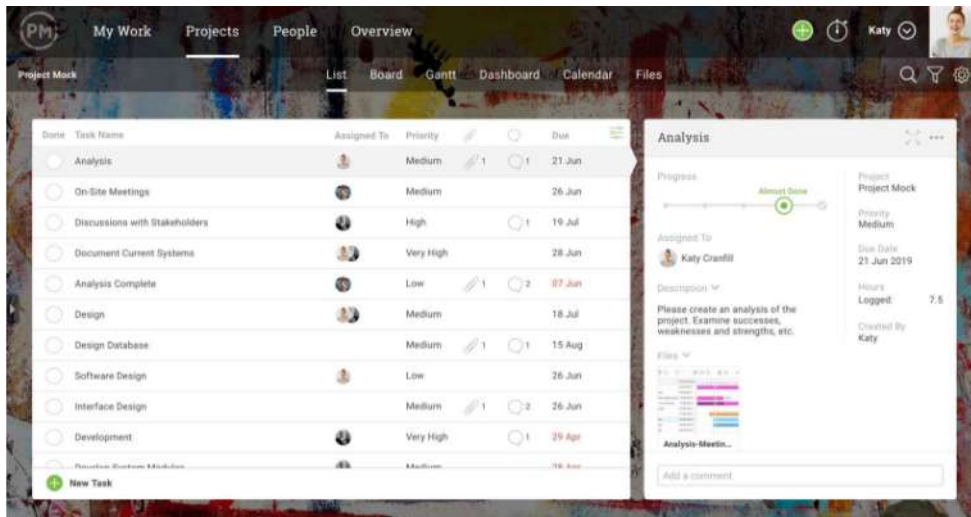 PM
My Work Projects People Overview
Katy
Project Mock
List Board Gantt Dashboard Calendar Files
Done Task Name Assigned To Priority Due
Analysis Medium 1 1 21 Jun
On-Site Meetings Medium 26 Jun
Discussions with Stakeholders High 1 19 Jul
Document Current Systems Very High 28 Jun
Analysis Complete Low 1 2 07 Jun
Design Medium 18 Jul
Design Database Medium 1 1 15 Aug
Software Design Low 26 Jun
Interface Design Medium 1 2 26 Jun
Development Very High 1 29 Apr
Develop System Modules Medium
New Task
Analysis
Progress
Almost Done
Assigned To
Katy Cranfill
Description
Please create an analysis of the
project. Examine successes,
weaknesses and strengths, etc.
Files
Analysis-Meetin...
Add a comment
Project
Project Mock
Priority
Medium
Due Date
21 Jun 2019
Hours
Logged: 7.5
Created By
Katy